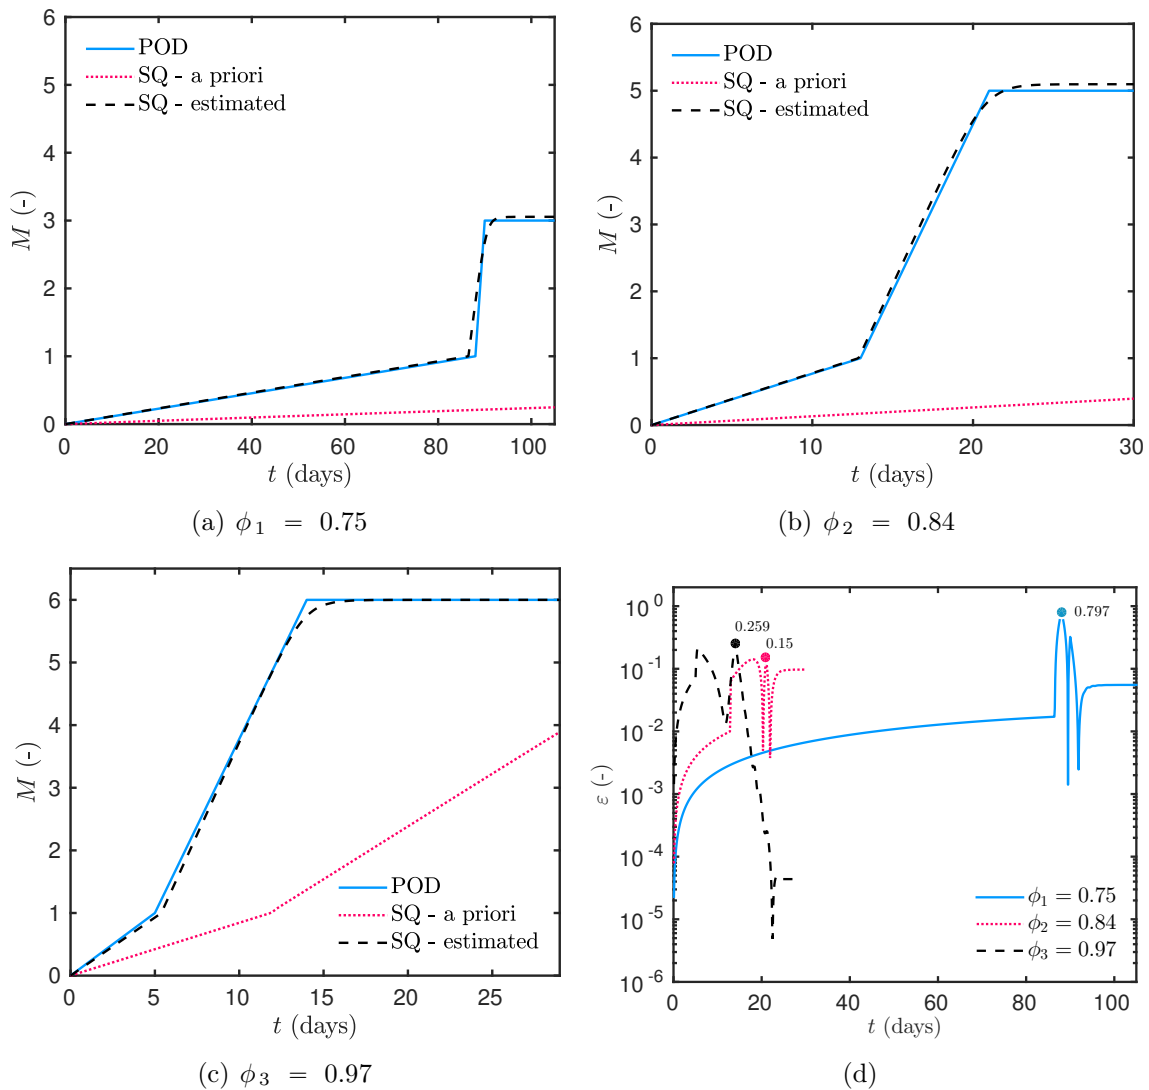 6
5
4
3
2
1
0
M (-)
POD
SQ - a priori
SQ - estimated
0 20 40 60 80 100
t (days)
(a) ϕ1 = 0.75
6
5
4
3
2
1
0
M (-)
POD
SQ - a priori
SQ - estimated
0 10 20 30
t (days)
(b) ϕ2 = 0.84
6
5
4
3
2
1
0
M (-)
POD
SQ - a priori
SQ - estimated
0 5 10 15 20 25
t (days)
(c) ϕ3 = 0.97
10^0
10^-1
10^-2
10^-3
10^-4
10^-5
10^-6
ε (-)
0.259
0.15
0.797
ϕ1 = 0.75
ϕ2 = 0.84
ϕ3 = 0.97
0 20 40 60 80 100
t (days)
(d)